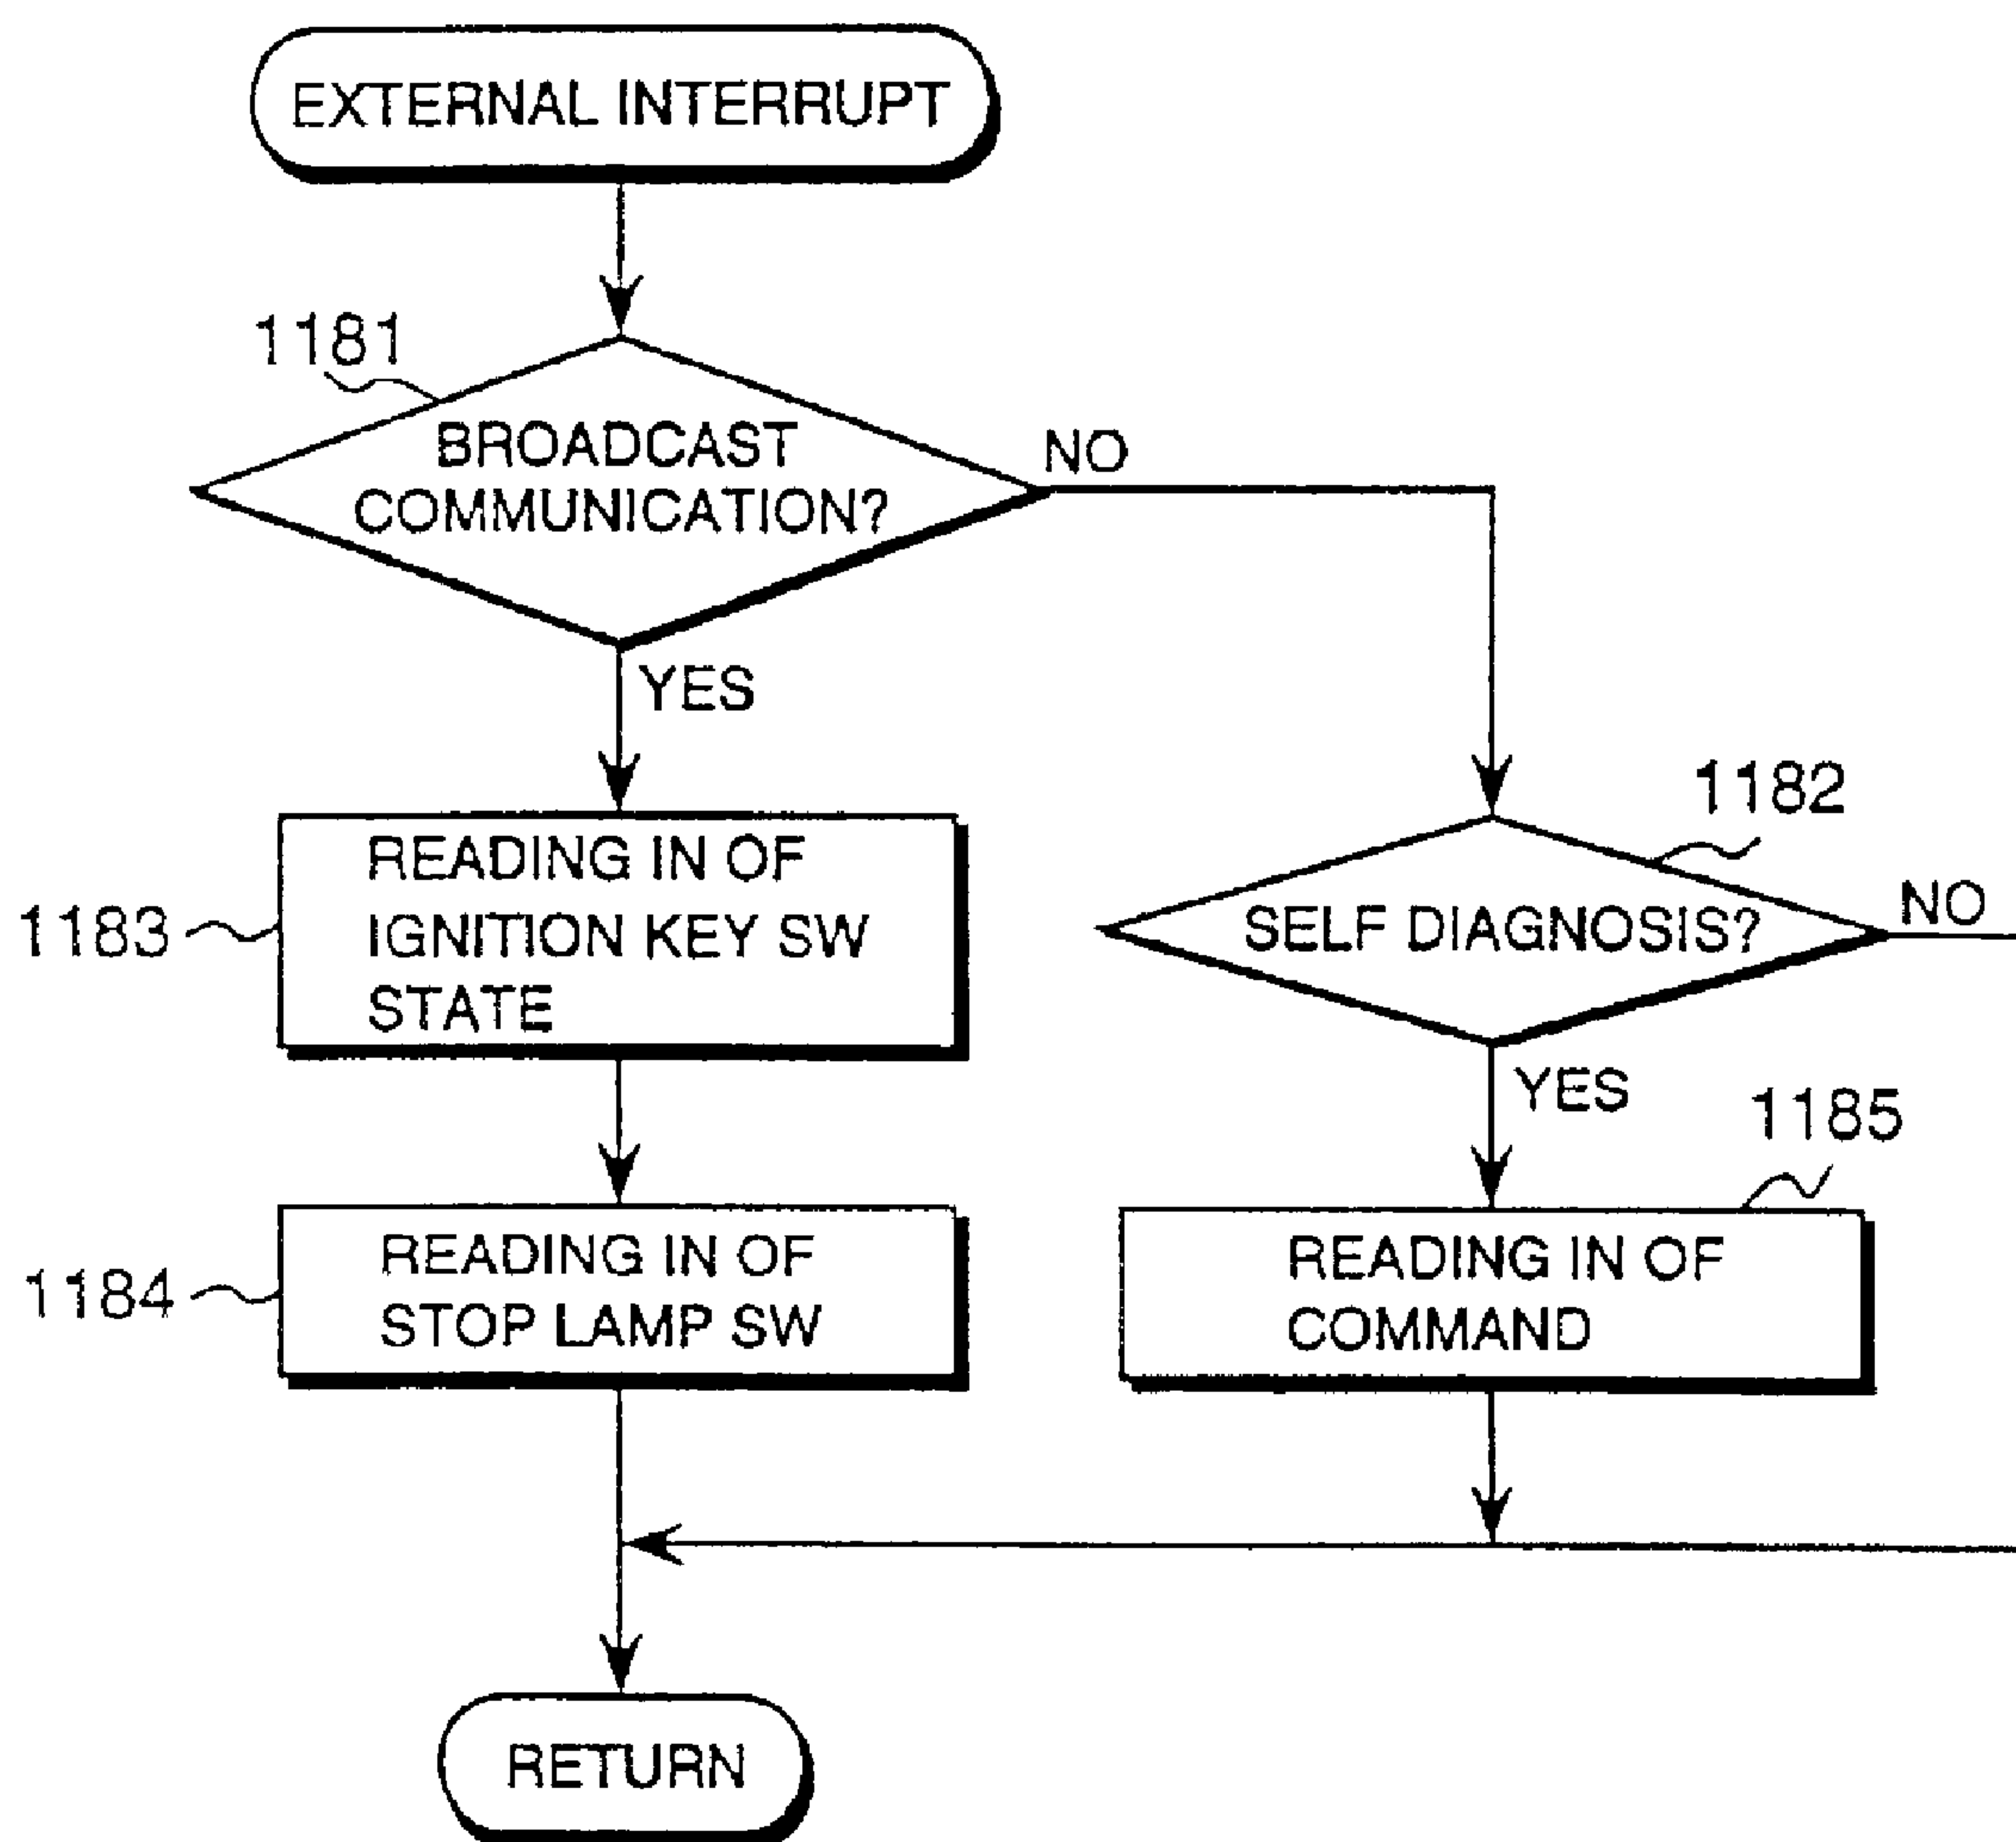 EXTERNAL INTERRUPT
1181
BROADCAST
COMMUNICATION?
NO
YES
1182
READING IN OF
IGNITION KEY SW
STATE
1183
SELF DIAGNOSIS?
NO
YES
1185
READING IN OF
STOP LAMP SW
1184
READING IN OF
COMMAND
RETURN